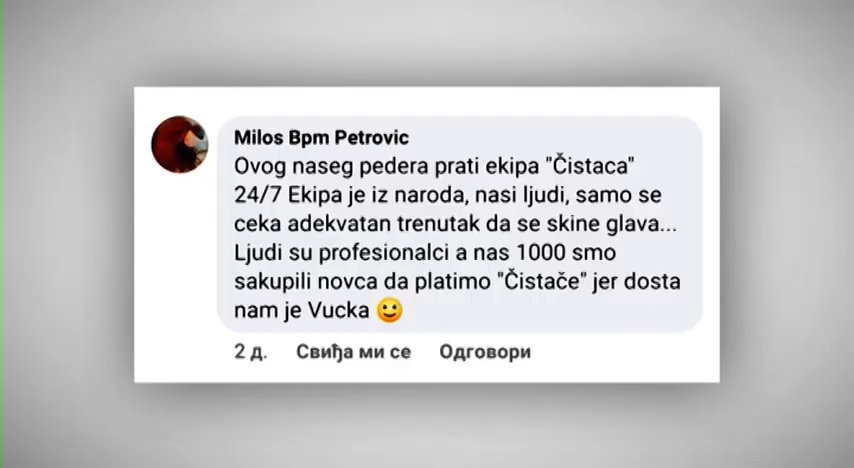 Milos Bpm Petrovic
Ovog naseg pedera prati ekipa "Čistaca"
24/7 Ekipa je iz naroda, nasi ljudi, samo se
ceka adekvatan trenutak da se skine glava...
Ljudi su profesionalci a nas 1000 smo
sakupili novca da platimo "Čistače" jer dosta
nam je Vucka 🙂
2 д. Свиђа ми се Одговори